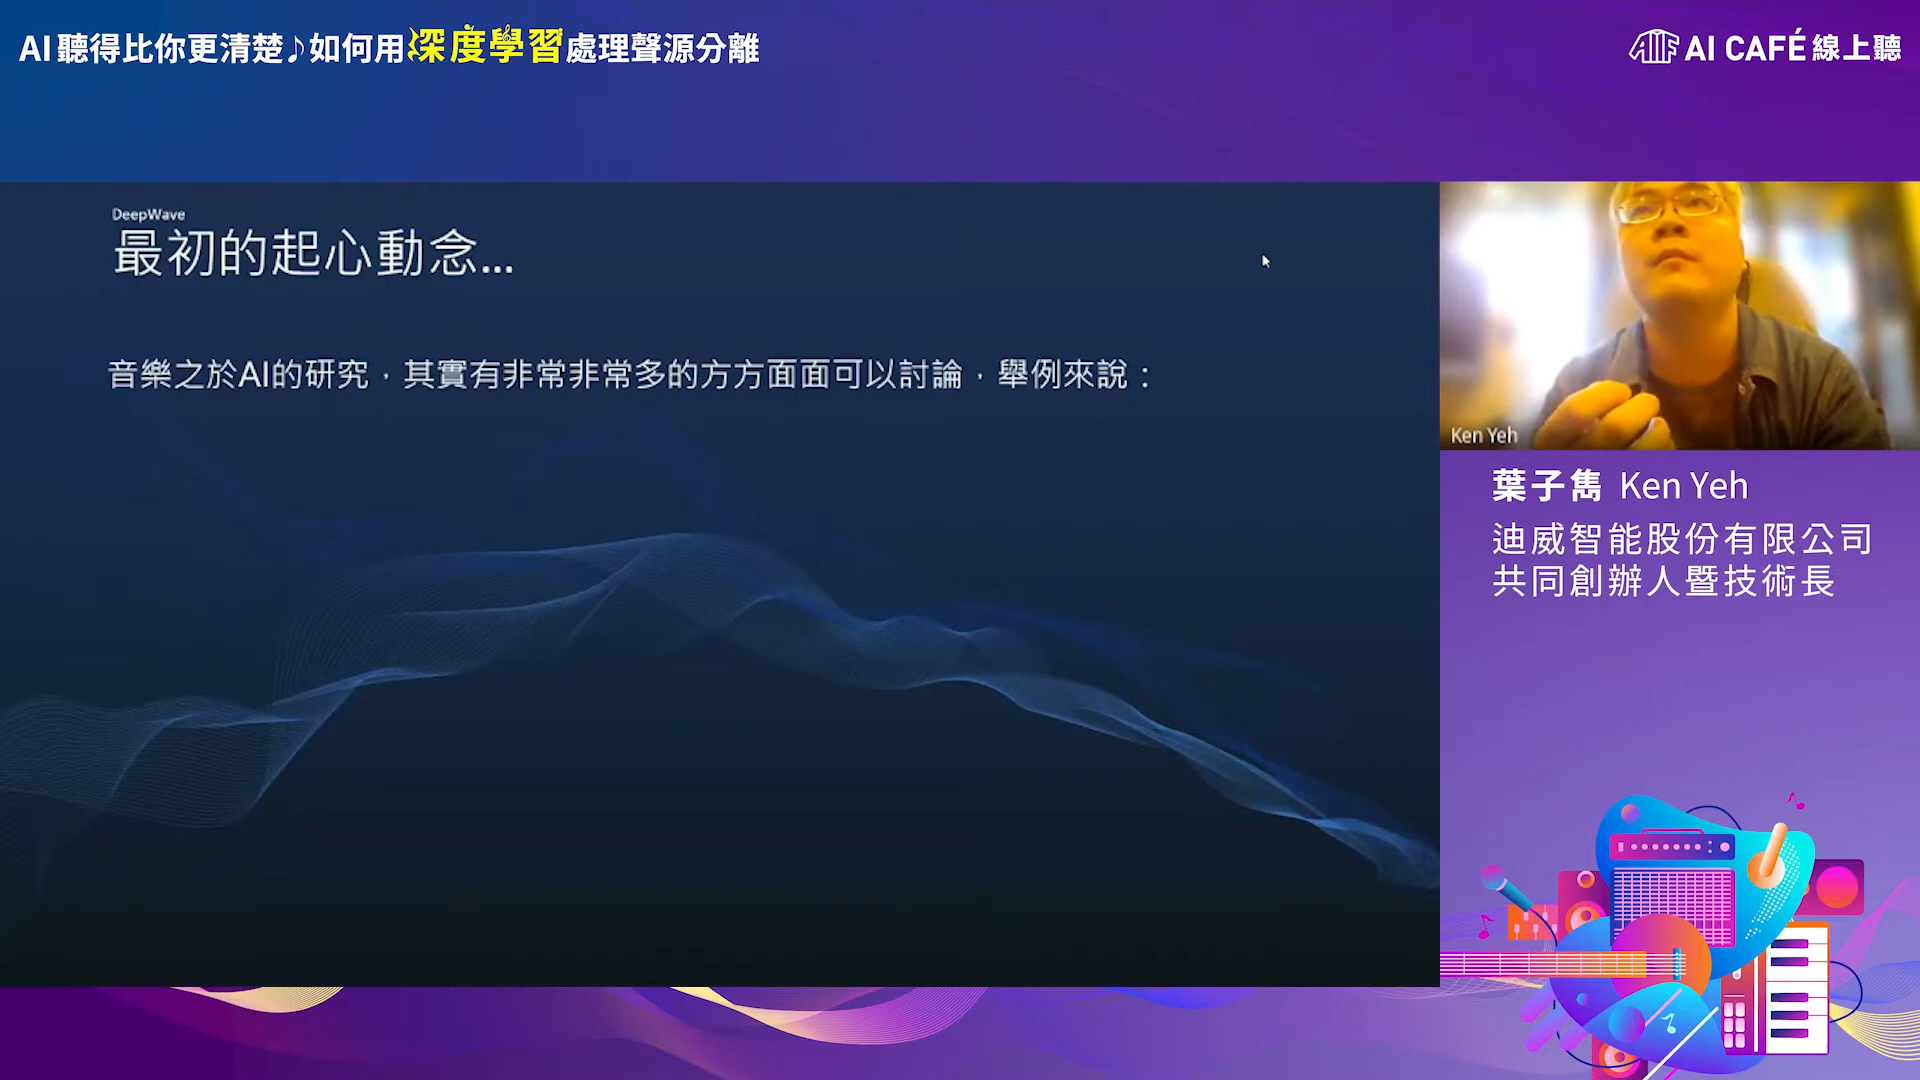 AI聽得比你更清楚♪如何用深度學習處理聲源分離
AIF AI CAFÉ 線上聽
DeepWave
最初的起心動念...
音樂之於AI的研究，其實有非常非常多的方方面面可以討論，舉例來說：
Ken Yeh
葉子雋 Ken Yeh
迪威智能股份有限公司
共同創辦人暨技術長